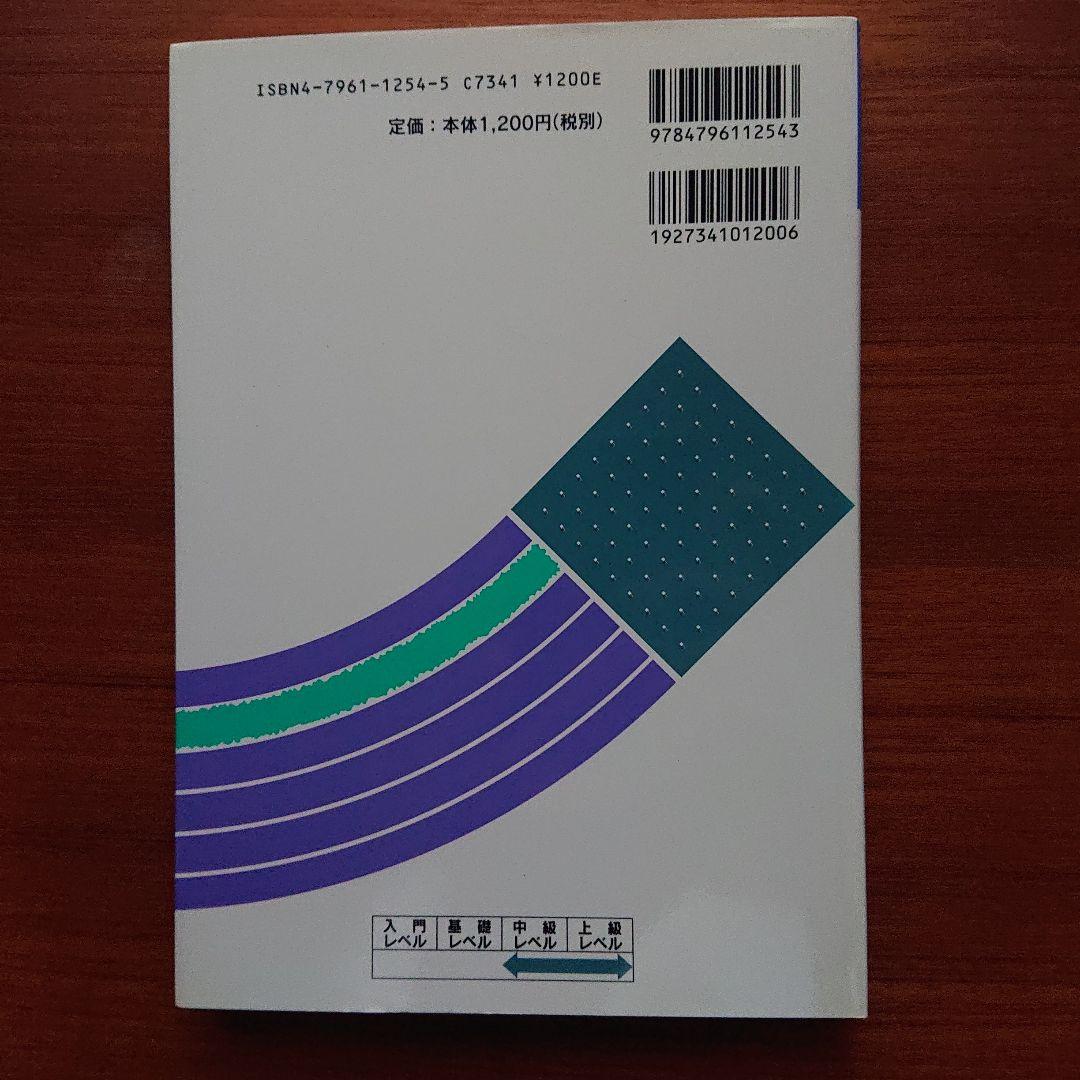 ISBN4-7961-1254-5 C7341 ¥1200E
定価：本体1,200円(税別)
9784796112543
1927341012006
入門レベル 基礎レベル 中級レベル 上級レベル